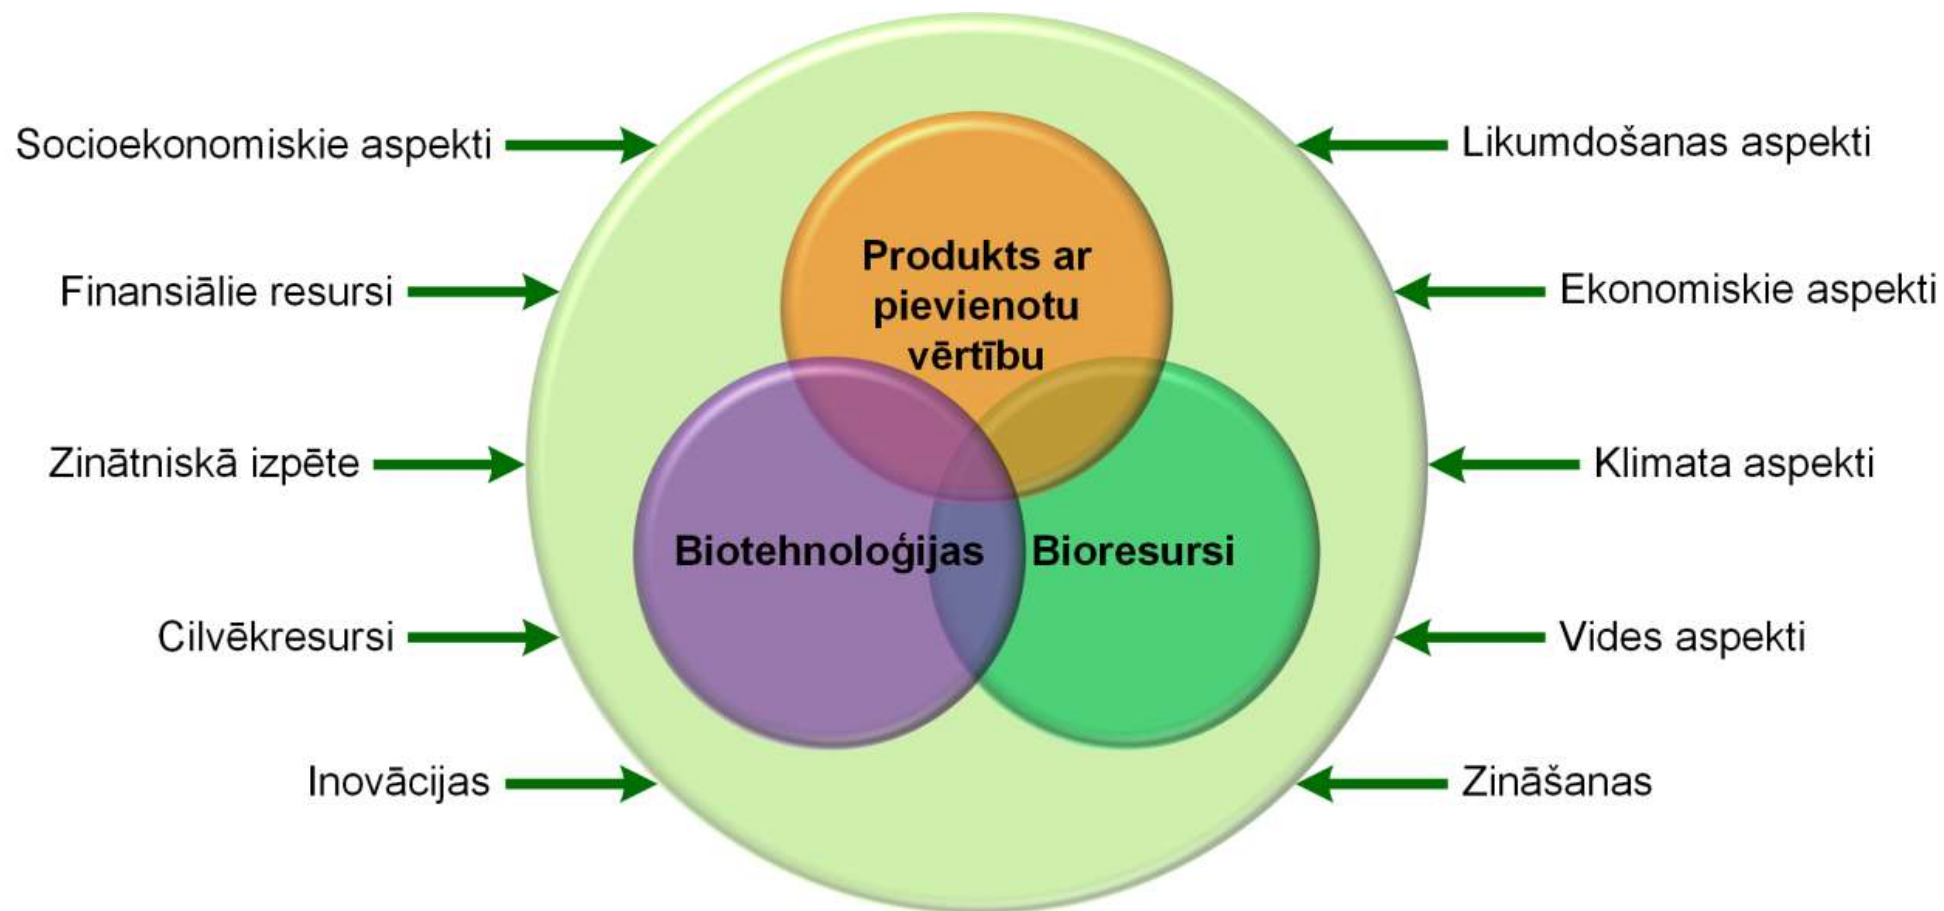 Socioekonomiskie aspekti
Likumdošanas aspekti
Produkts ar
pievienotu
vērtību
Finansiālie resursi
Ekonomiskie aspekti
Zinātniskā izpēte
Klimata aspekti
Biotehnoloģijas
Bioresursi
Cilvēkresursi
Vides aspekti
Inovācijas
Zināšanas